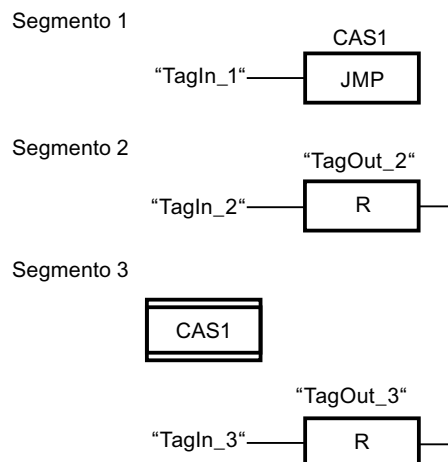 Segmento 1
CAS1
“TagIn_1“
JMP
Segmento 2
“TagOut_2“
“TagIn_2“
R
Segmento 3
CAS1
“TagOut_3“
“TagIn_3“
R